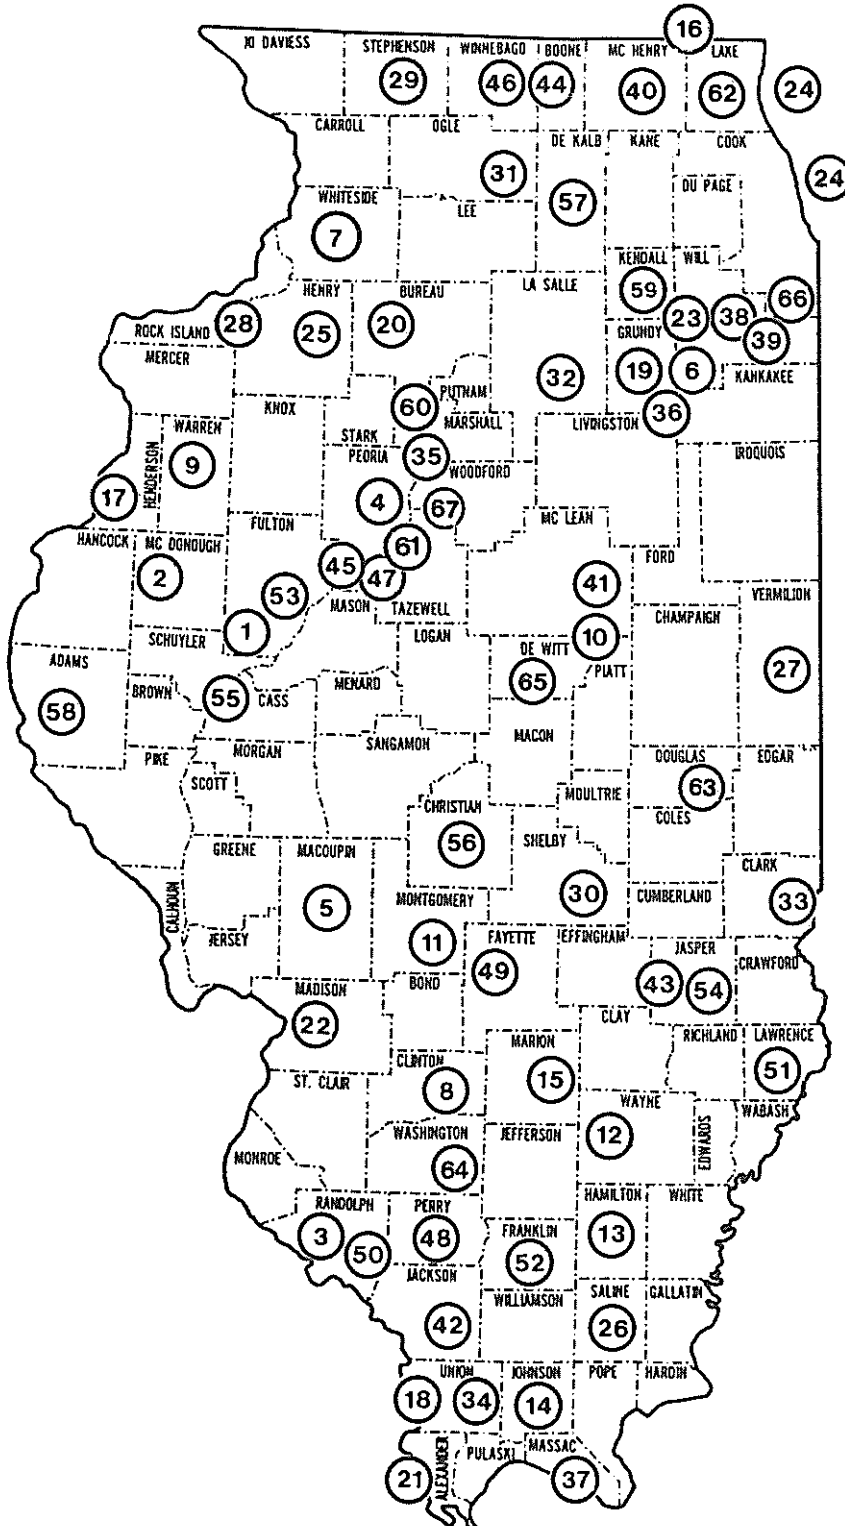 16
JO DAVIESS STEPHENSON WINNEBAGO BOONE MC HENRY LAKE
29 46 44 40 62 24
CARROLL OGLE DE KALB KANE COOK
31 24
WHITESIDE LEE 57 DU PAGE
7
KENDALL WILL
HENRY BUREAU LA SALLE 59 66
ROCK ISLAND 28 25 20 GRUNDY 23 38 39
MERCER 32 19 6 KANKAKEE
KNOX 60 PUTNAM 36
WARREN STARK MARSHALL LIVINGSTON
HENDERSON 9 PEORIA 35 WOODFORD IROQUOIS
17 4 67
HANCOCK MC DONOUGH FULTON 61 MC LEAN FORD
2 53 45 47 41
MASON TAZEWELL VERMILION
SCHUYLER 1 LOGAN 10 CHAMPAIGN
ADAMS DE WITT
BROWN 55 CASS MENARD 65 PIATT 27
58
PIKE MORGAN SANGAMON MACON DOUGLAS EDGAR
SCOTT MOULTRIE 63
CHRISTIAN COLES
GREENE MACOUPIN 56 SHELBY
CLARK
CALHOUN 5 MONTGOMERY 30 CUMBERLAND 33
JERSEY 11 FAYETTE EFFINGHAM JASPER
49 43 54 CRAWFORD
MADISON BOND
22 CLAY
MARION RICHLAND LAWRENCE
CLINTON 51
ST. CLAIR 8 15
WAYNE WABASH
WASHINGTON JEFFERSON 12 EDWARDS
MONROE 64
RANDOLPH PERRY HAMILTON WHITE
3 50 48 FRANKLIN 13
52
JACKSON WILLIAMSON SALINE GALLATIN
42 26
UNION JOHNSON POPE HARDIN
18 34 14
PULASKI MASSAC
21 ALEXANDER 37